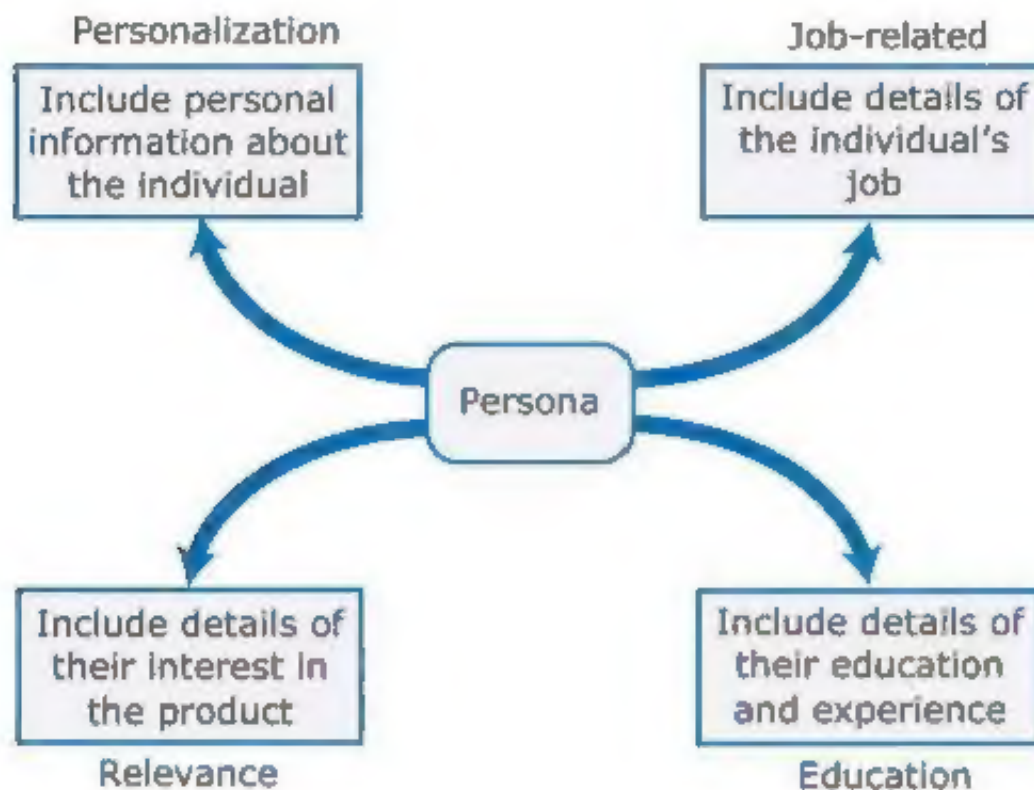 Personalization
Include personal
information about
the individual
Job-related
Include details of
the individual's
job
Persona
Include details of
their interest in
the product
Relevance
Include details of
their education
and experience
Education